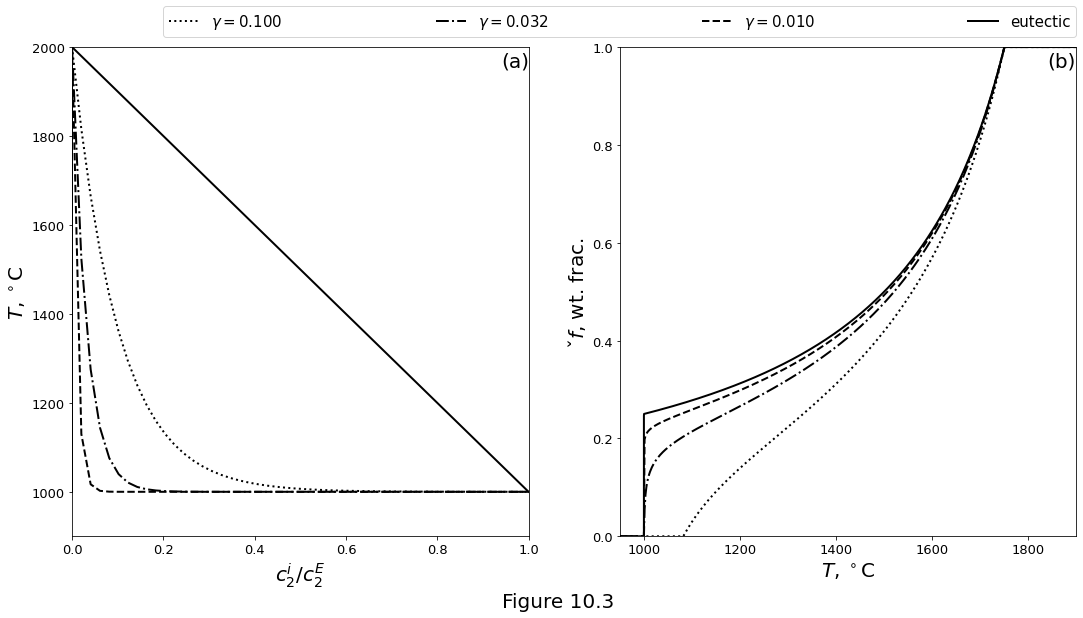 γ = 0.100 γ = 0.032 γ = 0.010 eutectic
(a)
2000
1800
1600
1400
1200
1000
T, °C
0.0 0.2 0.4 0.6 0.8 1.0
c₂ⁱ/c₂ᴱ
(b)
1.0
0.8
0.6
0.4
0.2
0.0
f̌, wt. frac.
1000 1200 1400 1600 1800
T, °C
Figure 10.3